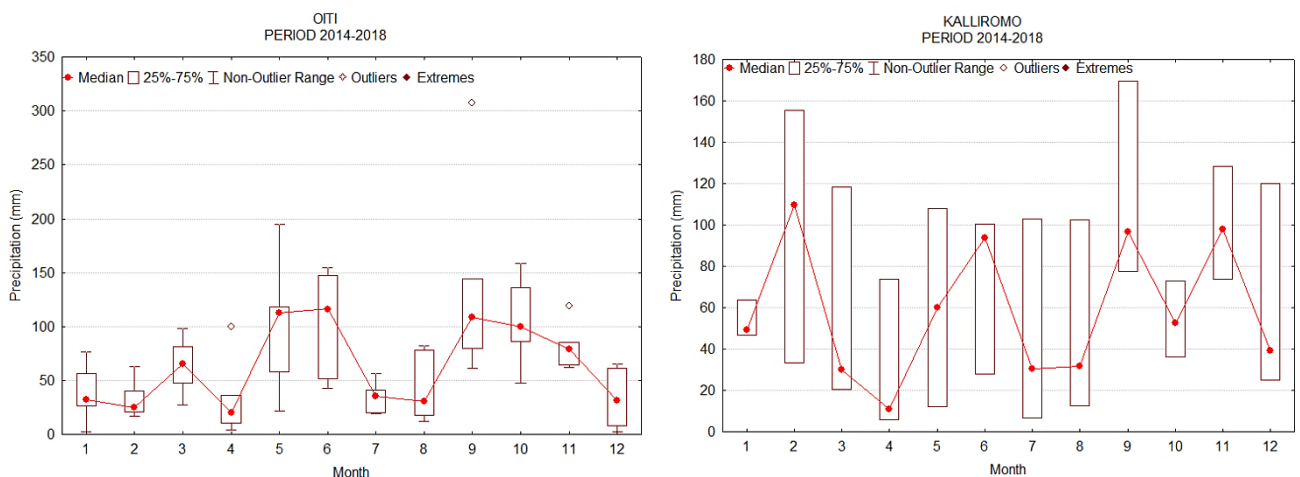 OITI
PERIOD 2014-2018
350
300
250
200
150
100
50
0
Precipitation (mm)
Median 25%-75% Non-Outlier Range Outliers Extremes
1 2 3 4 5 6 7 8 9 10 11 12
Month
KALLIROMO
PERIOD 2014-2018
180
160
140
120
100
80
60
40
20
0
Precipitation (mm)
Median 25%-75% Non-Outlier Range Outliers Extremes
1 2 3 4 5 6 7 8 9 10 11 12
Month